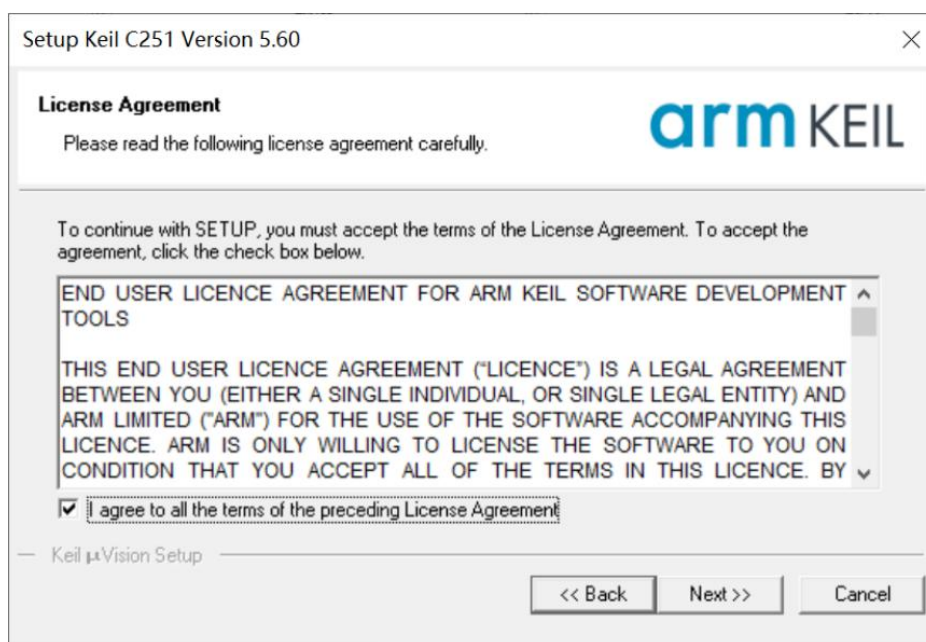 Setup Keil C251 Version 5.60
License Agreement
Please read the following license agreement carefully.
arm KEIL
To continue with SETUP, you must accept the terms of the License Agreement. To accept the
agreement, click the check box below.
END USER LICENCE AGREEMENT FOR ARM KEIL SOFTWARE DEVELOPMENT
TOOLS
THIS END USER LICENCE AGREEMENT (“LICENCE”) IS A LEGAL AGREEMENT
BETWEEN YOU (EITHER A SINGLE INDIVIDUAL, OR SINGLE LEGAL ENTITY) AND
ARM LIMITED ("ARM") FOR THE USE OF THE SOFTWARE ACCOMPANYING THIS
LICENCE. ARM IS ONLY WILLING TO LICENSE THE SOFTWARE TO YOU ON
CONDITION THAT YOU ACCEPT ALL OF THE TERMS IN THIS LICENCE. BY
I agree to all the terms of the preceding License Agreement
Keil µVision Setup
<< Back Next >> Cancel